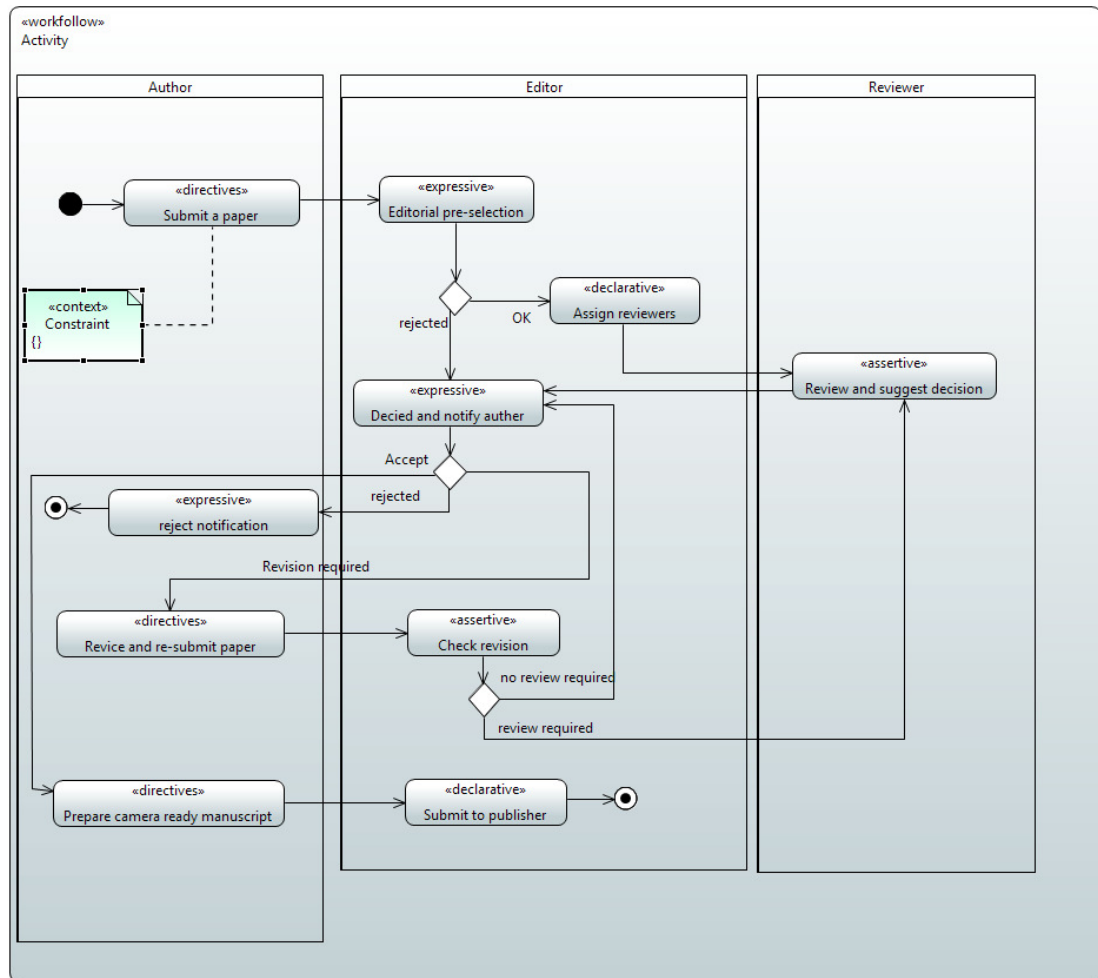 «workfollow»
Activity
Author
Editor
Reviewer
«directives»
Submit a paper
«expressive»
Editorial pre-selection
«context»
Constraint
{}
rejected
OK
«declarative»
Assign reviewers
«assertive»
Review and suggest decision
«expressive»
Decied and notify auther
Accept
rejected
«expressive»
reject notification
Revision required
«directives»
Revice and re-submit paper
«assertive»
Check revision
no review required
review required
«directives»
Prepare camera ready manuscript
«declarative»
Submit to publisher